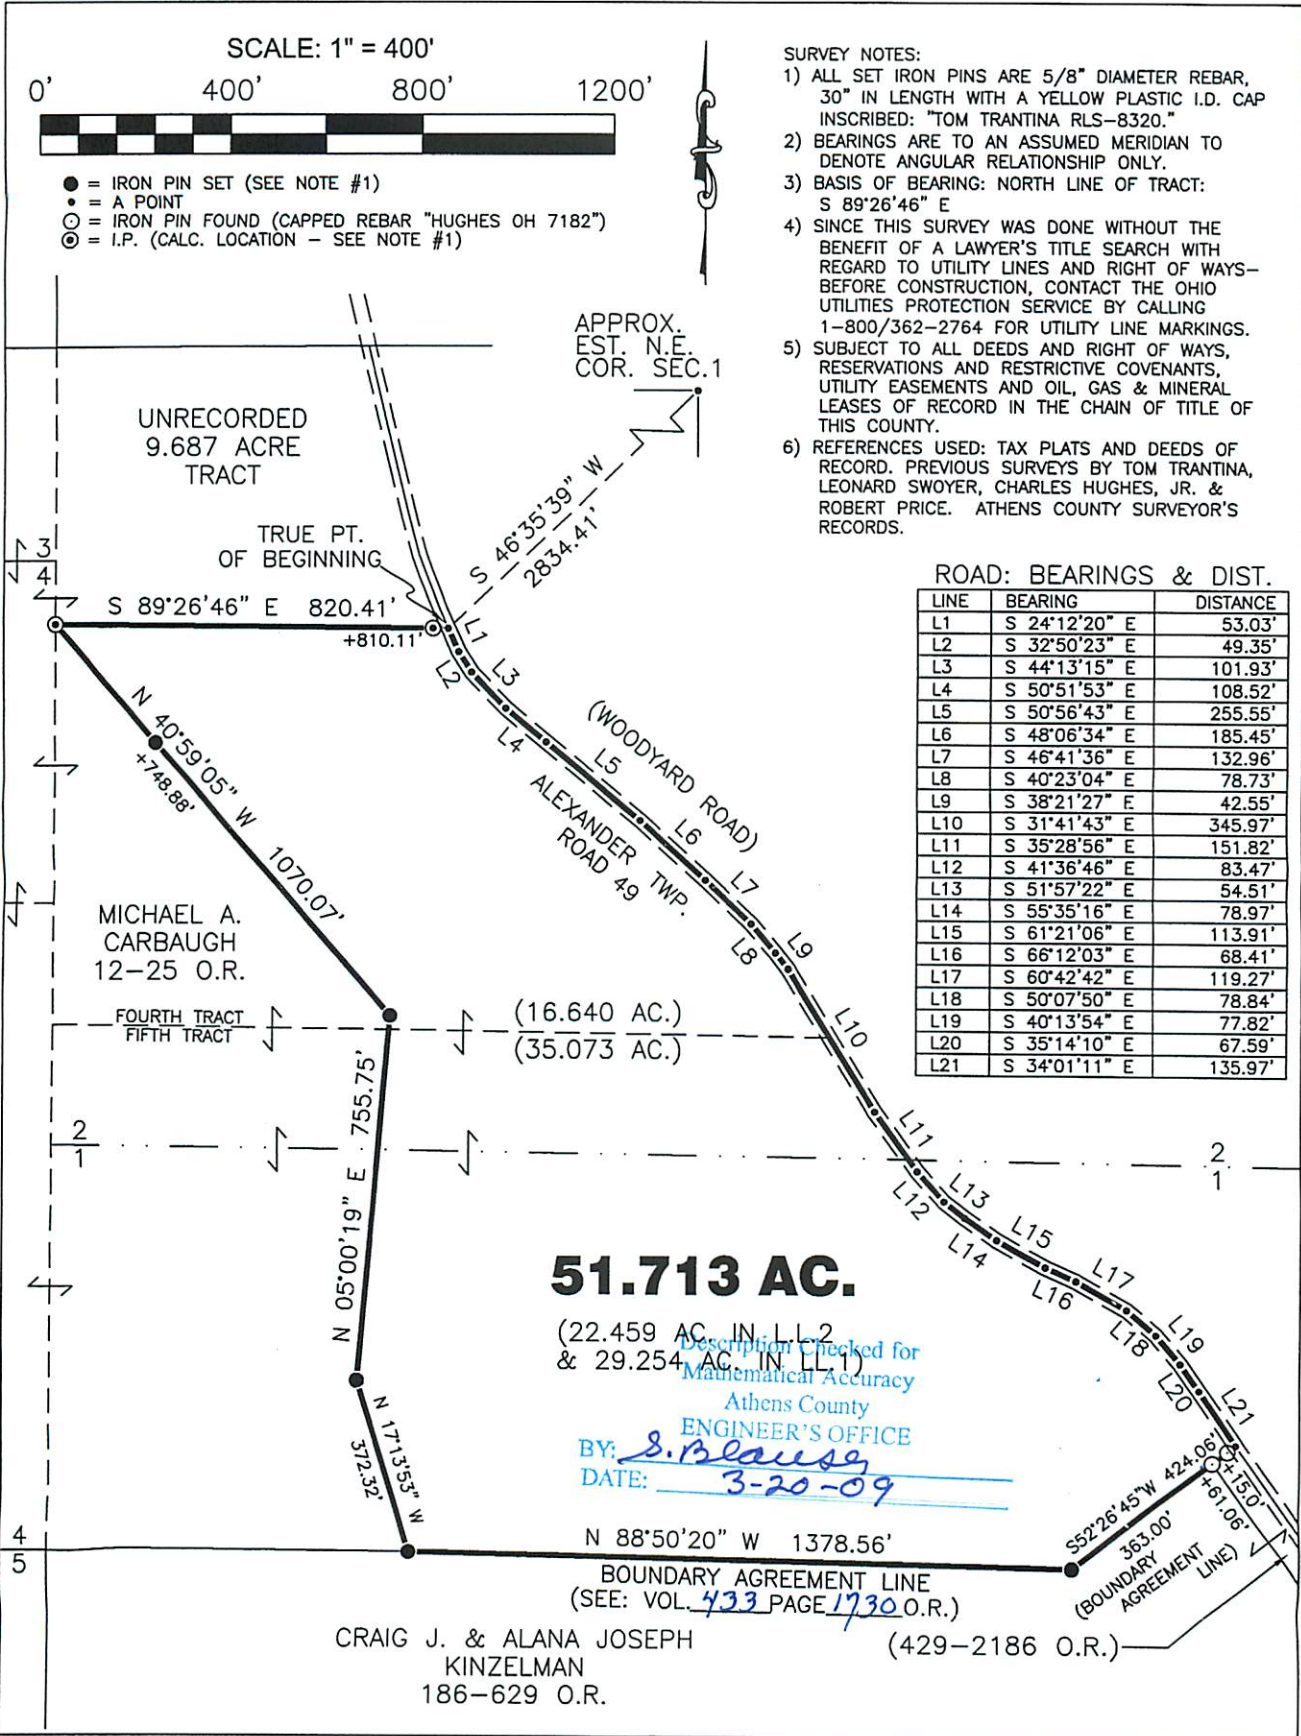 SCALE: 1" = 400'
0' 400' 800' 1200'
● = IRON PIN SET (SEE NOTE #1)
• = A POINT
⊙ = IRON PIN FOUND (CAPPED REBAR "HUGHES OH 7182")
◉ = I.P. (CALC. LOCATION – SEE NOTE #1)
SURVEY NOTES:
1) ALL SET IRON PINS ARE 5/8" DIAMETER REBAR,
30" IN LENGTH WITH A YELLOW PLASTIC I.D. CAP
INSCRIBED: "TOM TRANTINA RLS–8320."
2) BEARINGS ARE TO AN ASSUMED MERIDIAN TO
DENOTE ANGULAR RELATIONSHIP ONLY.
3) BASIS OF BEARING: NORTH LINE OF TRACT:
S 89°26'46" E
4) SINCE THIS SURVEY WAS DONE WITHOUT THE
BENEFIT OF A LAWYER'S TITLE SEARCH WITH
REGARD TO UTILITY LINES AND RIGHT OF WAYS–
BEFORE CONSTRUCTION, CONTACT THE OHIO
UTILITIES PROTECTION SERVICE BY CALLING
1–800/362–2764 FOR UTILITY LINE MARKINGS.
5) SUBJECT TO ALL DEEDS AND RIGHT OF WAYS,
RESERVATIONS AND RESTRICTIVE COVENANTS,
UTILITY EASEMENTS AND OIL, GAS & MINERAL
LEASES OF RECORD IN THE CHAIN OF TITLE OF
THIS COUNTY.
6) REFERENCES USED: TAX PLATS AND DEEDS OF
RECORD. PREVIOUS SURVEYS BY TOM TRANTINA,
LEONARD SWOYER, CHARLES HUGHES, JR. &
ROBERT PRICE. ATHENS COUNTY SURVEYOR'S
RECORDS.
APPROX.
EST. N.E.
COR. SEC.1
UNRECORDED
9.687 ACRE
TRACT
TRUE PT.
OF BEGINNING
S 46°35'39" W
2834.41'
3
4
S 89°26'46" E 820.41'
+810.11'
ROAD: BEARINGS & DIST.
LINE BEARING DISTANCE
L1 S 24°12'20" E 53.03'
L2 S 32°50'23" E 49.35'
L3 S 44°13'15" E 101.93'
L4 S 50°51'53" E 108.52'
L5 S 50°56'43" E 255.55'
L6 S 48°06'34" E 185.45'
L7 S 46°41'36" E 132.96'
L8 S 40°23'04" E 78.73'
L9 S 38°21'27" E 42.55'
L10 S 31°41'43" E 345.97'
L11 S 35°28'56" E 151.82'
L12 S 41°36'46" E 83.47'
L13 S 51°57'22" E 54.51'
L14 S 55°35'16" E 78.97'
L15 S 61°21'06" E 113.91'
L16 S 66°12'03" E 68.41'
L17 S 60°42'42" E 119.27'
L18 S 50°07'50" E 78.84'
L19 S 40°13'54" E 77.82'
L20 S 35°14'10" E 67.59'
L21 S 34°01'11" E 135.97'
L1
L2
L3
L4
L5
L6
L7
L8
L9
L10
L11
L12
L13
L14
L15
L16
L17
L18
L19
L20
L21
(WOODYARD ROAD)
ALEXANDER TWP.
ROAD 49
N 40°59'05" W 1070.07'
+748.88'
MICHAEL A.
CARBAUGH
12–25 O.R.
FOURTH TRACT
FIFTH TRACT
(16.640 AC.)
(35.073 AC.)
N 05°00'19" E 755.75'
2
1
2
1
51.713 AC.
(22.459 AC. IN L.L.2
& 29.254 AC. IN LL.1)
Description Checked for
Mathematical Accuracy
Athens County
ENGINEER'S OFFICE
BY: S. Blauser
DATE: 3-20-09
N 17°13'53" W
372.32'
4
5
N 88°50'20" W 1378.56'
BOUNDARY AGREEMENT LINE
(SEE: VOL. 433 PAGE 1730 O.R.)
S52°26'45"W 424.06'
363.00'
+15.0'
+61.06'
(BOUNDARY
AGREEMENT
LINE)
(429–2186 O.R.)
CRAIG J. & ALANA JOSEPH
KINZELMAN
186–629 O.R.